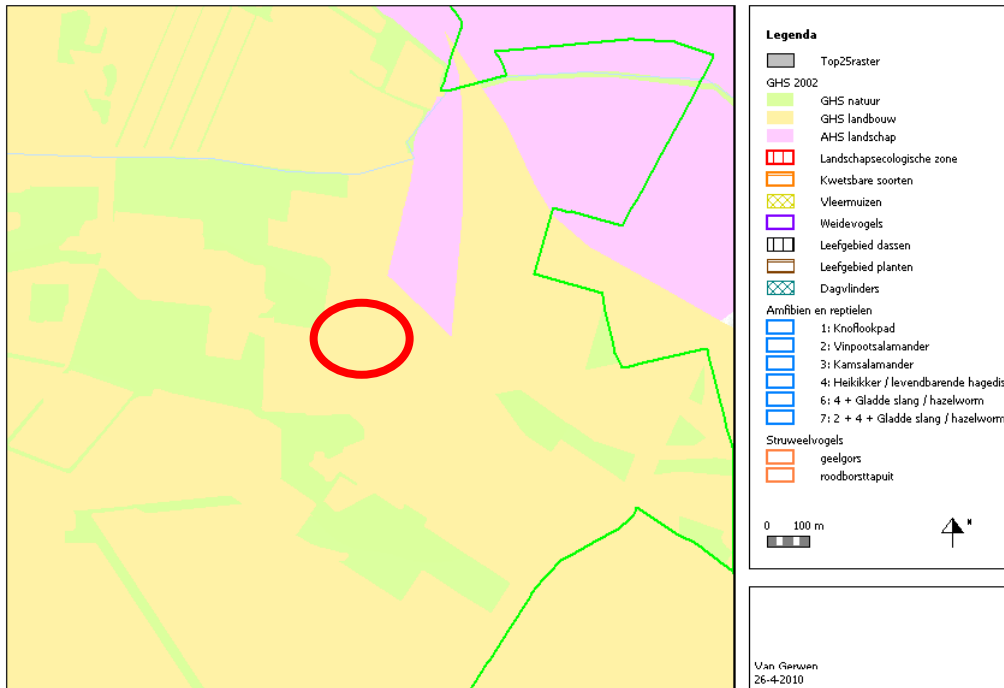 Legenda
Top25raster
GHS 2002
GHS natuur
GHS landbouw
AHS landschap
Landschapsecologische zone
Kwetsbare soorten
Vleermuizen
Weidevogels
Leefgebied dassen
Leefgebied planten
Dagvlinders
Amfibien en reptielen
1: Knoflookpad
2: Vinpootsalamander
3: Kamsalamander
4: Heikikker / levendbarende hagedis
6: 4 + Gladde slang / hazelworm
7: 2 + 4 + Gladde slang / hazelworm
Struweelvogels
geelgors
roodborsttapuit
0 100 m
N
Van Gerwen
26-4-2010